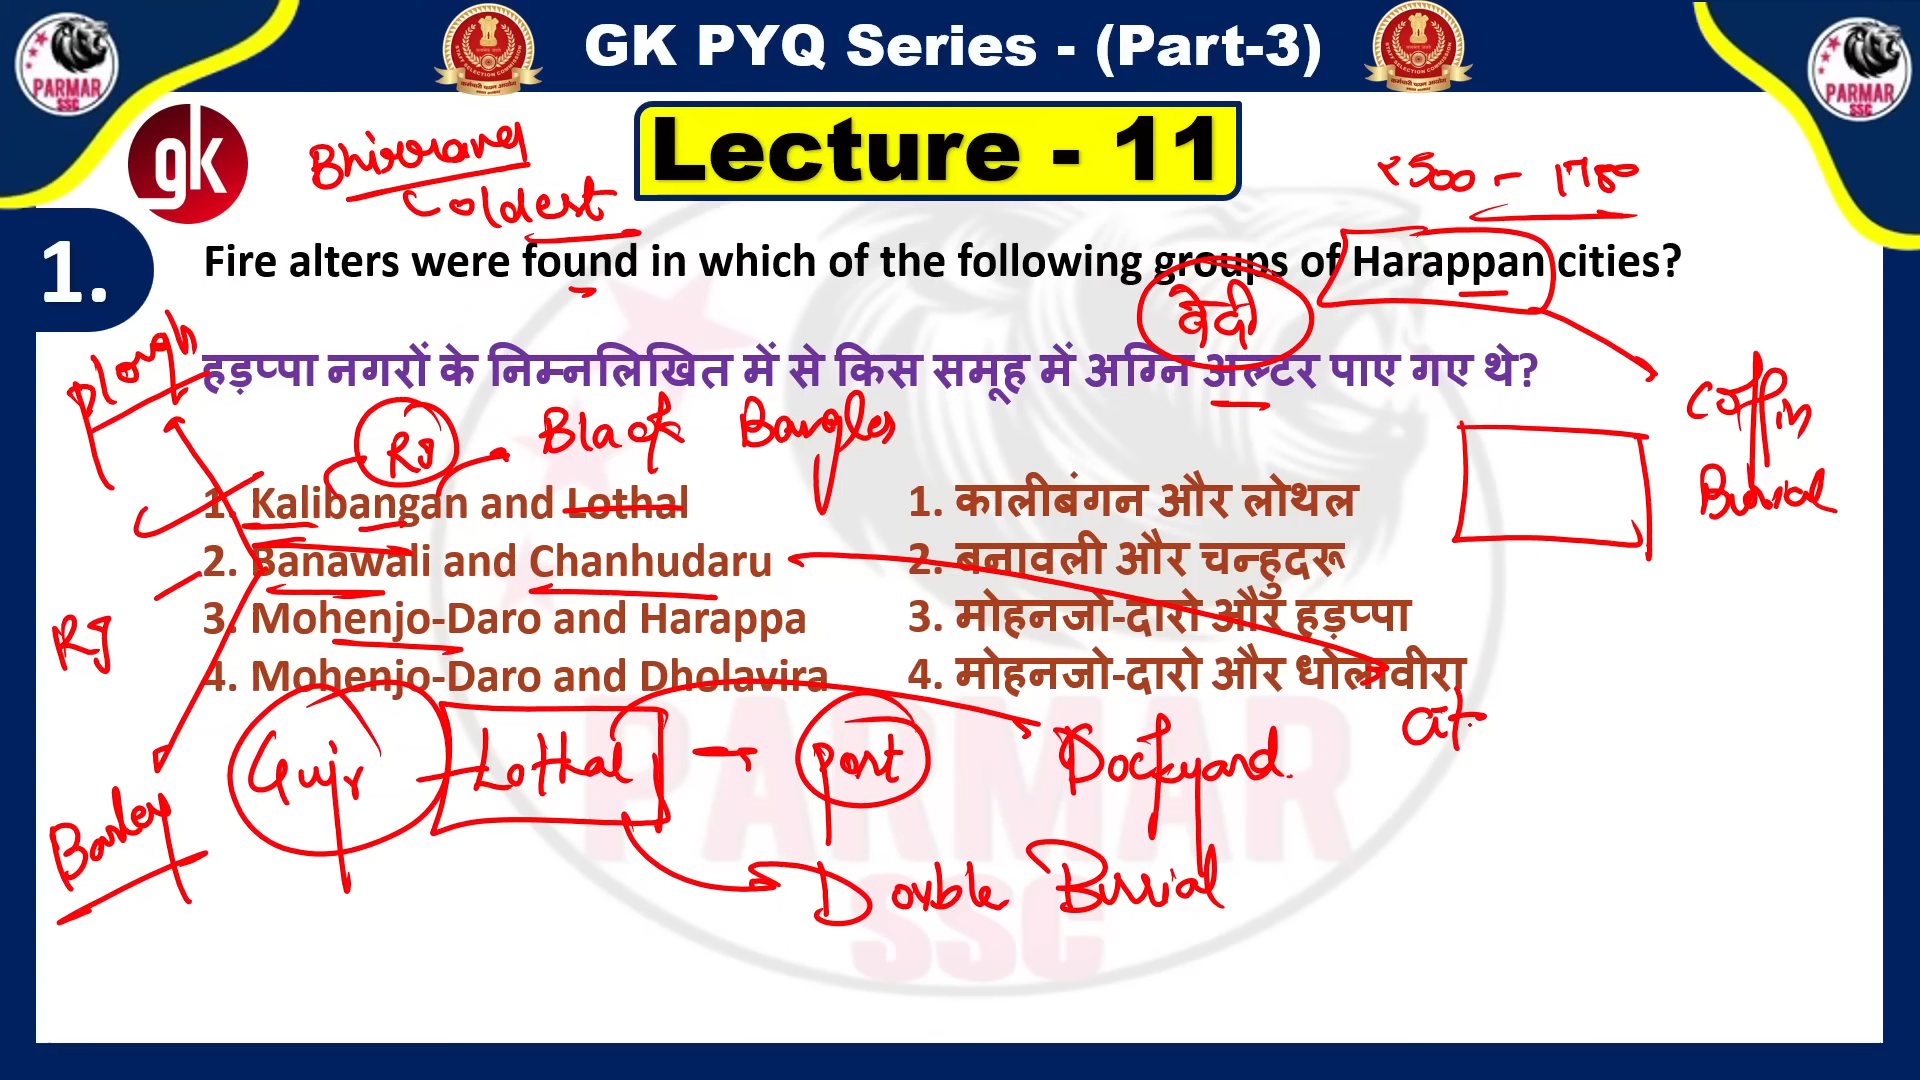 GK PYQ Series - (Part-3)
PARMAR
SSC
PARMAR
SSC
gk
Lecture - 11
Bhirrana
oldest
2500 - 1750
1.
Fire alters were found in which of the following groups of Harappan cities?
वेदी
हड़प्पा नगरों के निम्नलिखित में से किस समूह में अग्नि अल्टर पाए गए थे?
Plough
RJ
Black Bangles
Coffin
Burial
1. Kalibangan and Lothal
2. Banawali and Chanhudaru
3. Mohenjo-Daro and Harappa
4. Mohenjo-Daro and Dholavira
1. कालीबंगन और लोथल
2. बनावली और चन्हुदरू
3. मोहनजो-दारो और हड़प्पा
4. मोहनजो-दारो और धोलावीरा
RJ
Gujr
Lothal
Port
Dockyard
Barley
Double Burrial
PARMAR
SSC